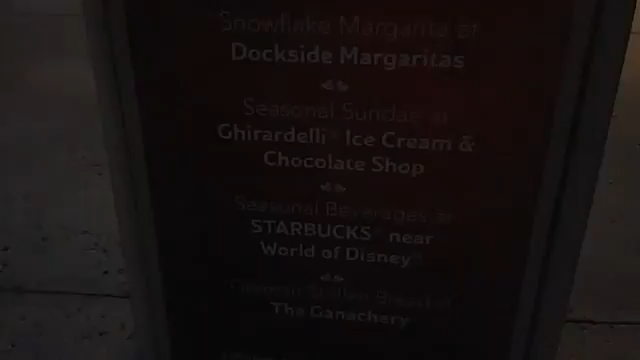 Snowflake Margarita at
Dockside Margaritas
Seasonal Sundae at
Ghirardelli® Ice Cream &
Chocolate Shop
Seasonal Beverages at
STARBUCKS® near
World of Disney®
The Ganachery